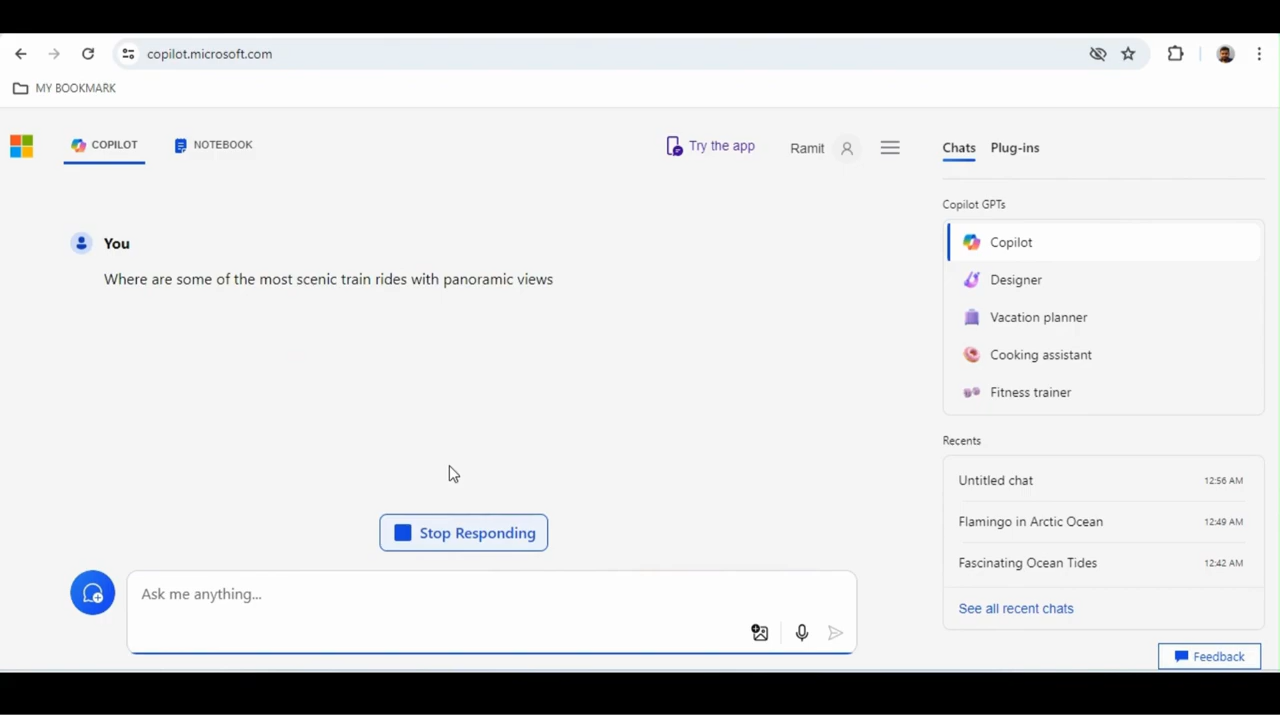 copilot.microsoft.com
MY BOOKMARK
COPILOT
NOTEBOOK
Try the app
Ramit
Chats
Plug-ins
You
Where are some of the most scenic train rides with panoramic views
Stop Responding
Ask me anything...
Copilot GPTs
Copilot
Designer
Vacation planner
Cooking assistant
Fitness trainer
Recents
Untitled chat 12:56 AM
Flamingo in Arctic Ocean 12:49 AM
Fascinating Ocean Tides 12:42 AM
See all recent chats
Feedback